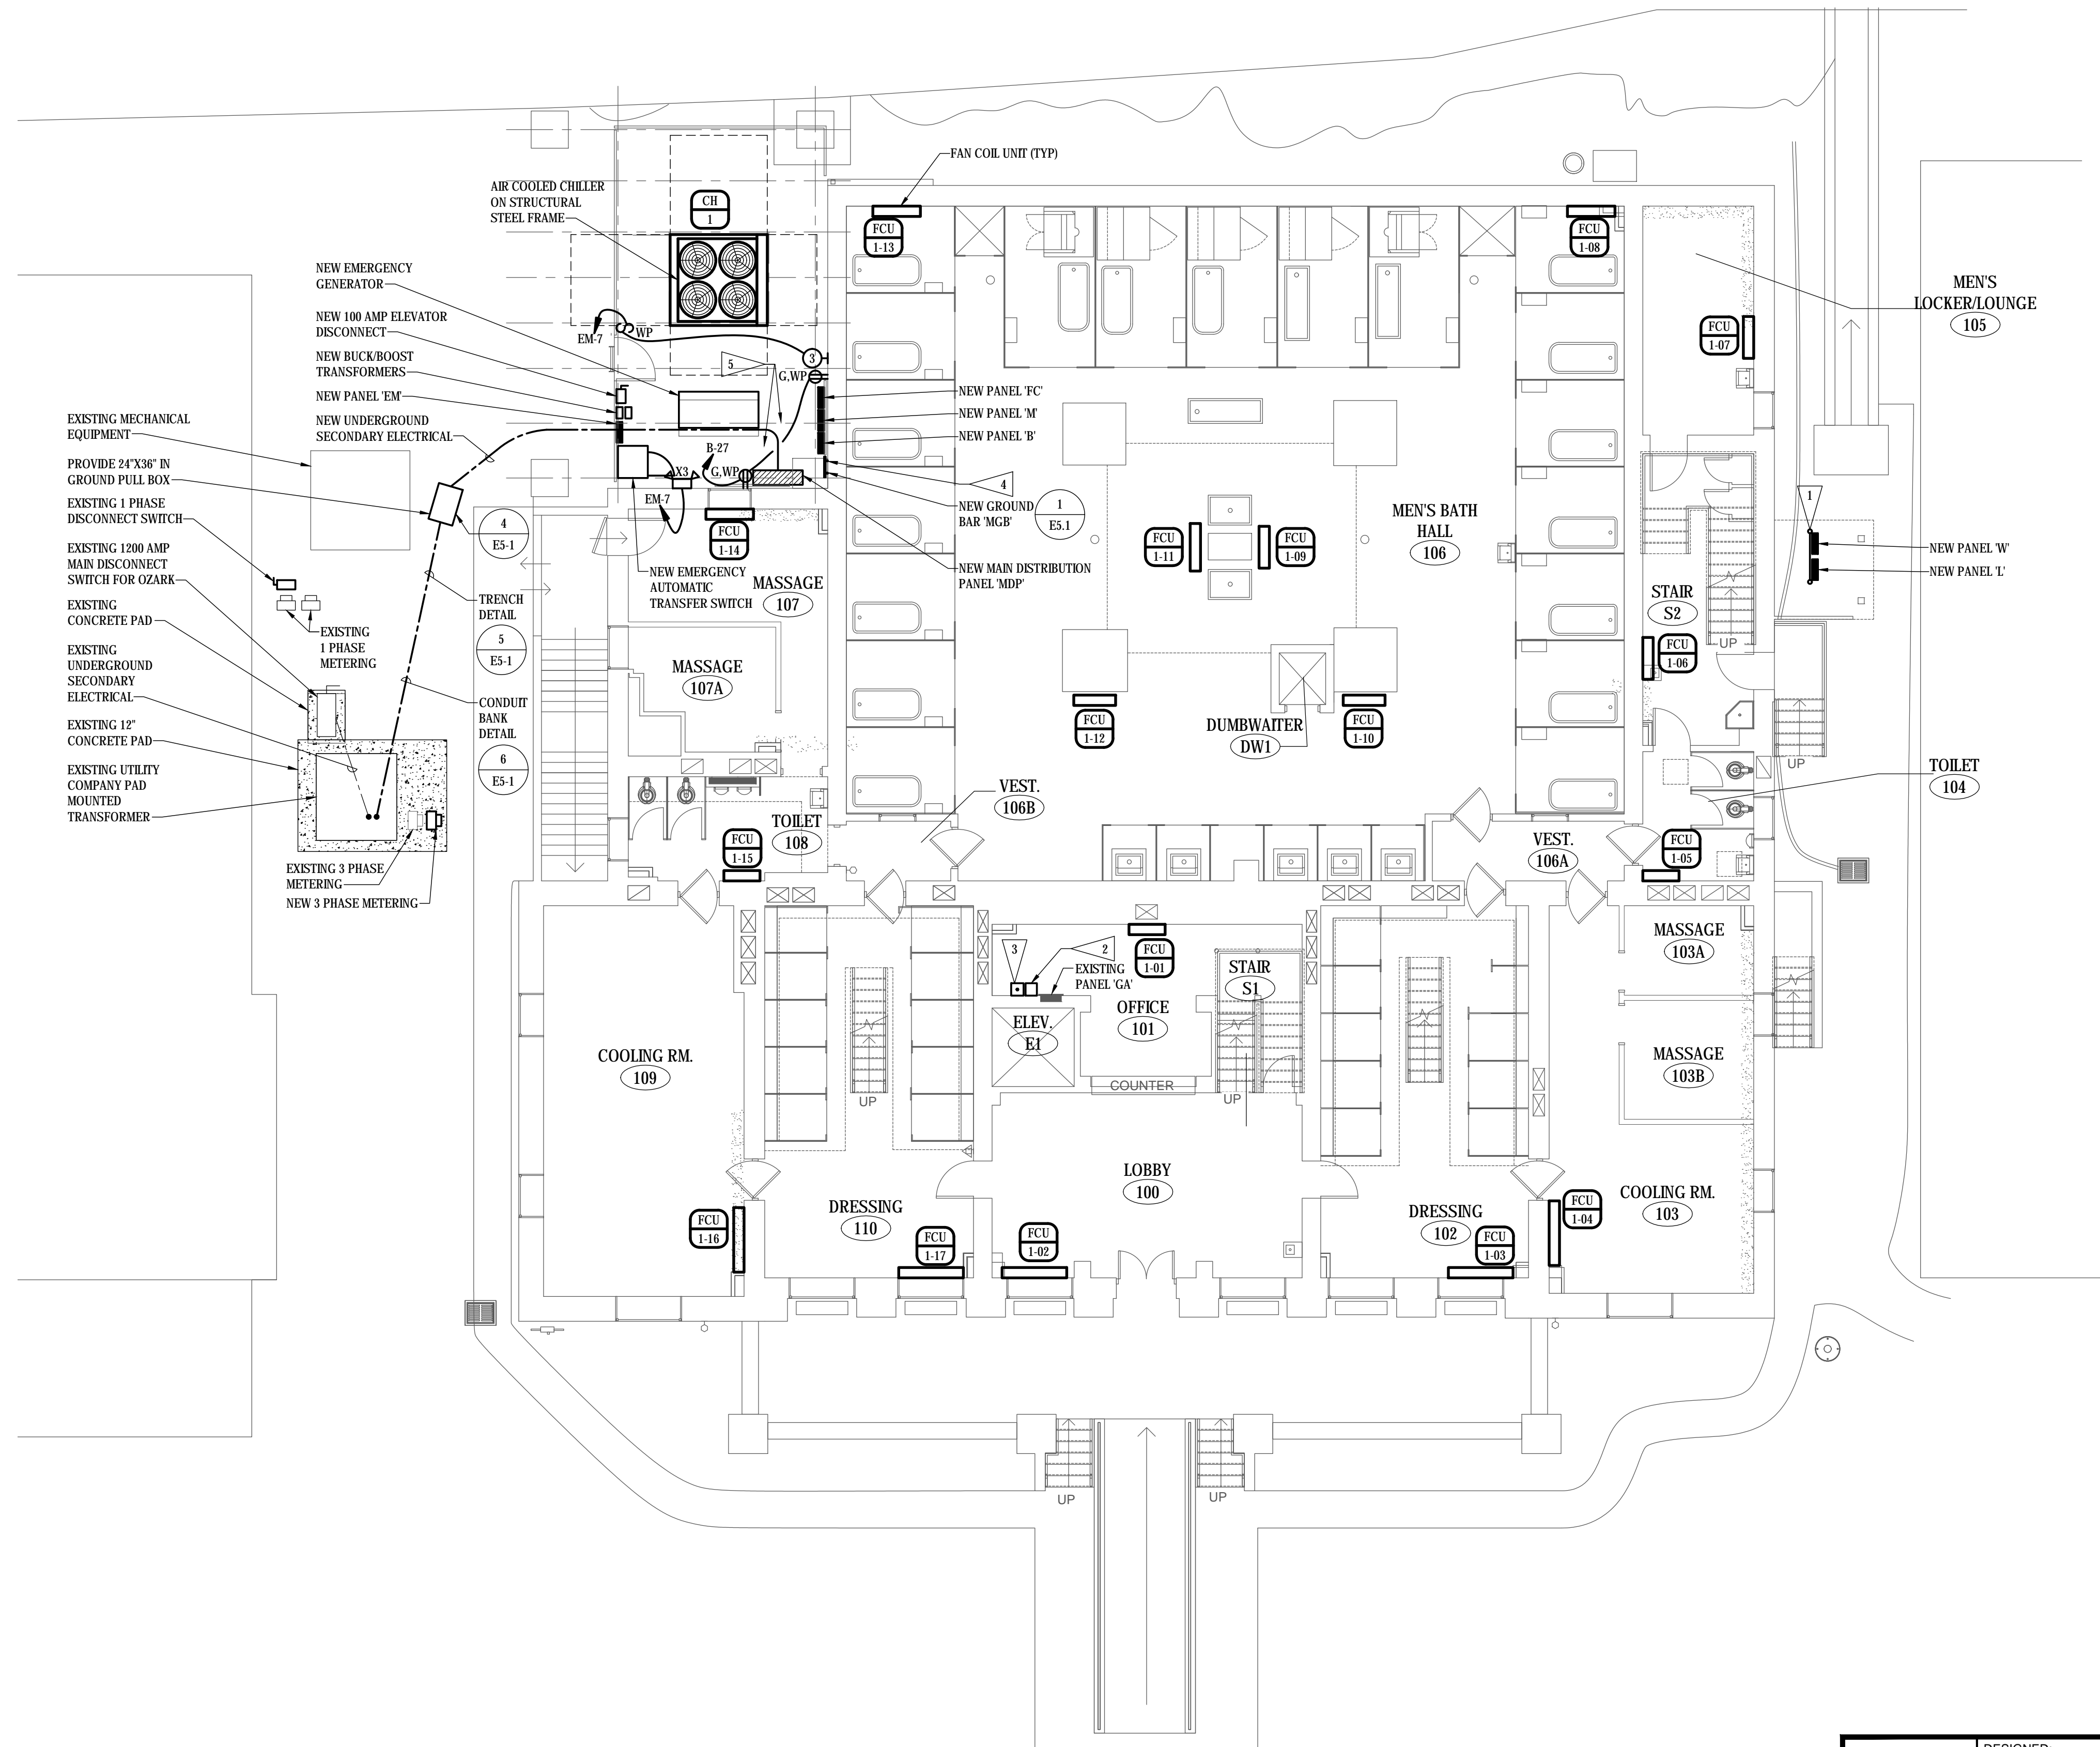 FAN COIL UNIT (TYP)
AIR COOLED CHILLER
ON STRUCTURAL
STEEL FRAME
CH
1
FCU
1-13
FCU
1-08
NEW EMERGENCY
GENERATOR
NEW 100 AMP ELEVATOR
DISCONNECT
NEW BUCK/BOOST
TRANSFORMERS
NEW PANEL 'EM'
NEW UNDERGROUND
SECONDARY ELECTRICAL
EM-7
WP
3
5
G,WP
MEN'S
LOCKER/LOUNGE
105
FCU
1-07
NEW PANEL 'FC'
NEW PANEL 'M'
NEW PANEL 'B'
EXISTING MECHANICAL
EQUIPMENT
PROVIDE 24"X36" IN
GROUND PULL BOX
EXISTING 1 PHASE
DISCONNECT SWITCH
EXISTING 1200 AMP
MAIN DISCONNECT
SWITCH FOR OZARK
EXISTING
CONCRETE PAD
EXISTING
UNDERGROUND
SECONDARY
ELECTRICAL
EXISTING 12"
CONCRETE PAD
EXISTING UTILITY
COMPANY PAD
MOUNTED
TRANSFORMER
B-27
X3
G,WP
EM-7
4
NEW GROUND
BAR 'MGB'
1
E5.1
4
E5-1
FCU
1-14
NEW EMERGENCY
AUTOMATIC
TRANSFER SWITCH
MASSAGE
107
NEW MAIN DISTRIBUTION
PANEL 'MDP'
FCU
1-11
FCU
1-09
MEN'S BATH
HALL
106
1
NEW PANEL 'W'
NEW PANEL 'L'
STAIR
S2
UP
FCU
1-06
TRENCH
DETAIL
5
E5-1
EXISTING
1 PHASE
METERING
MASSAGE
107A
CONDUIT
BANK
DETAIL
6
E5-1
FCU
1-12
DUMBWAITER
DW1
FCU
1-10
UP
TOILET
104
VEST.
106B
TOILET
108
FCU
1-15
VEST.
106A
FCU
1-05
EXISTING 3 PHASE
METERING
NEW 3 PHASE METERING
3
2
EXISTING
PANEL 'GA'
FCU
1-01
STAIR
S1
OFFICE
101
ELEV.
E1
COUNTER
UP
UP
MASSAGE
103A
MASSAGE
103B
COOLING RM.
109
LOBBY
100
DRESSING
110
DRESSING
102
COOLING RM.
103
FCU
1-16
FCU
1-17
FCU
1-02
FCU
1-03
FCU
1-04
UP
UP
DESIGNED: